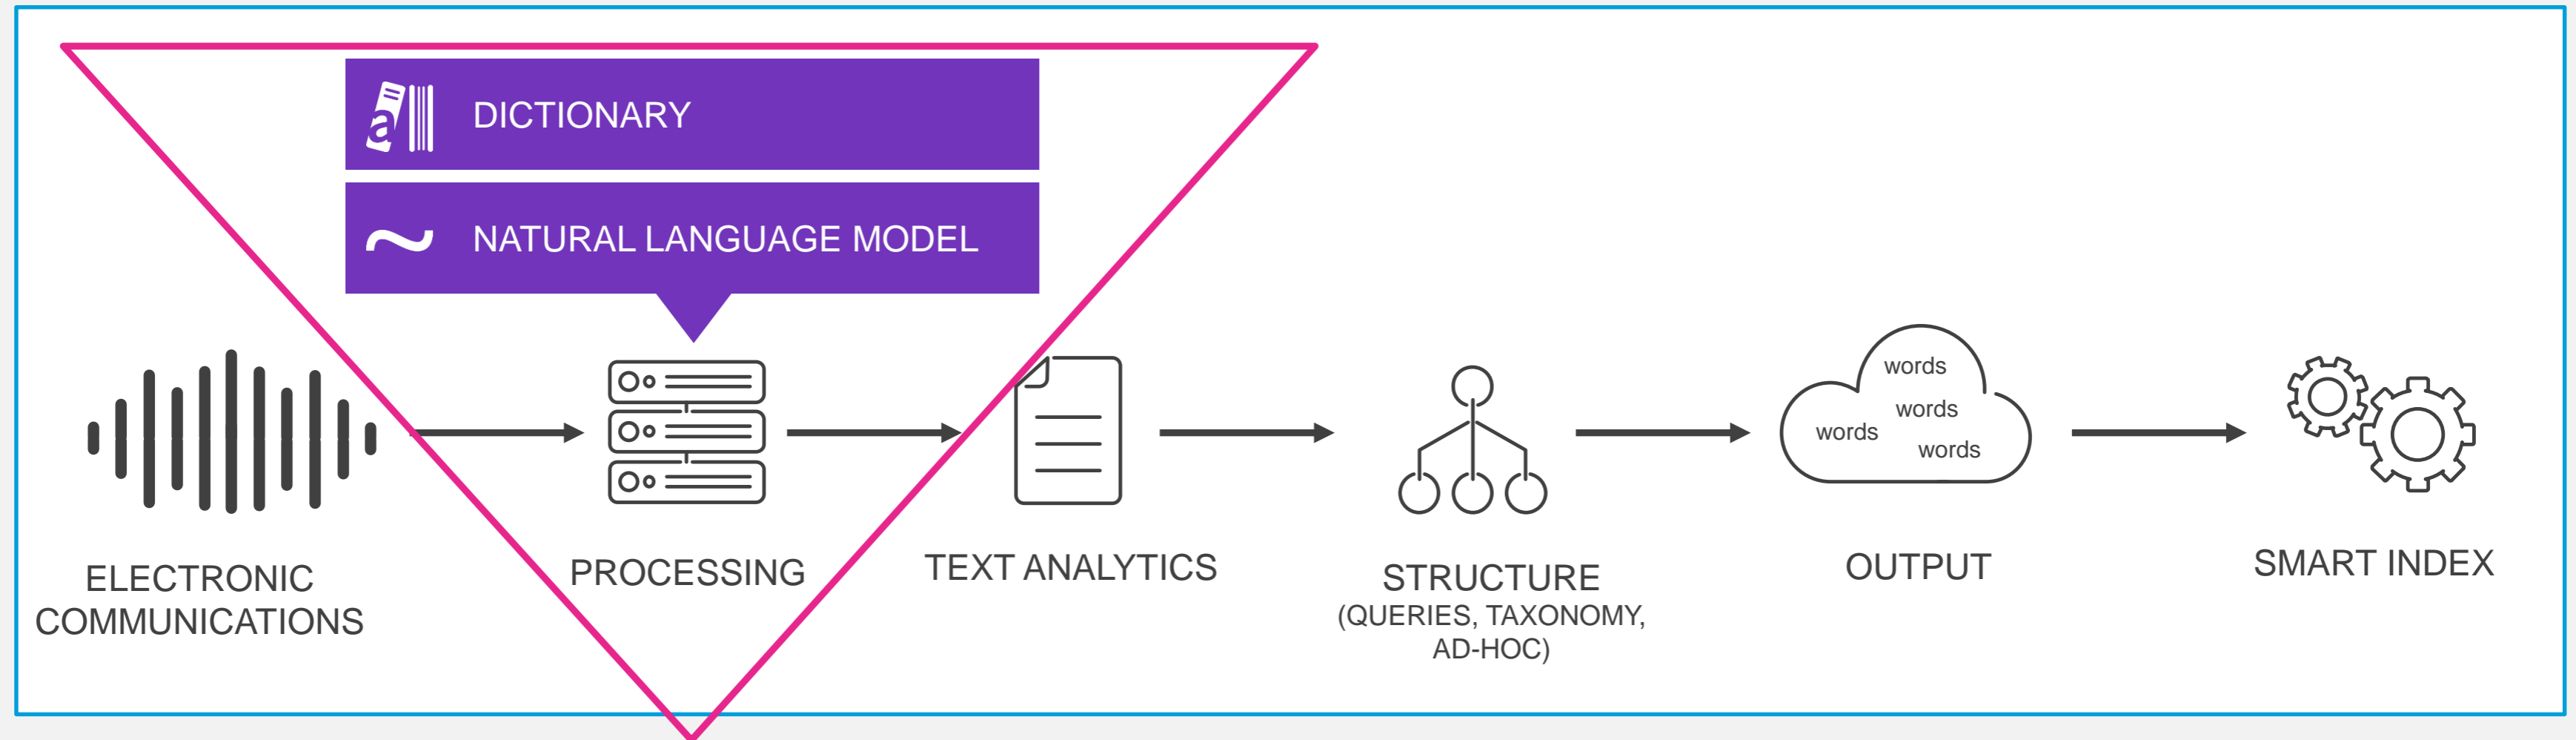 DICTIONARY
NATURAL LANGUAGE MODEL
ELECTRONIC
COMMUNICATIONS
PROCESSING
TEXT ANALYTICS
STRUCTURE
(QUERIES, TAXONOMY,
AD-HOC)
words
words
words
words
OUTPUT
SMART INDEX